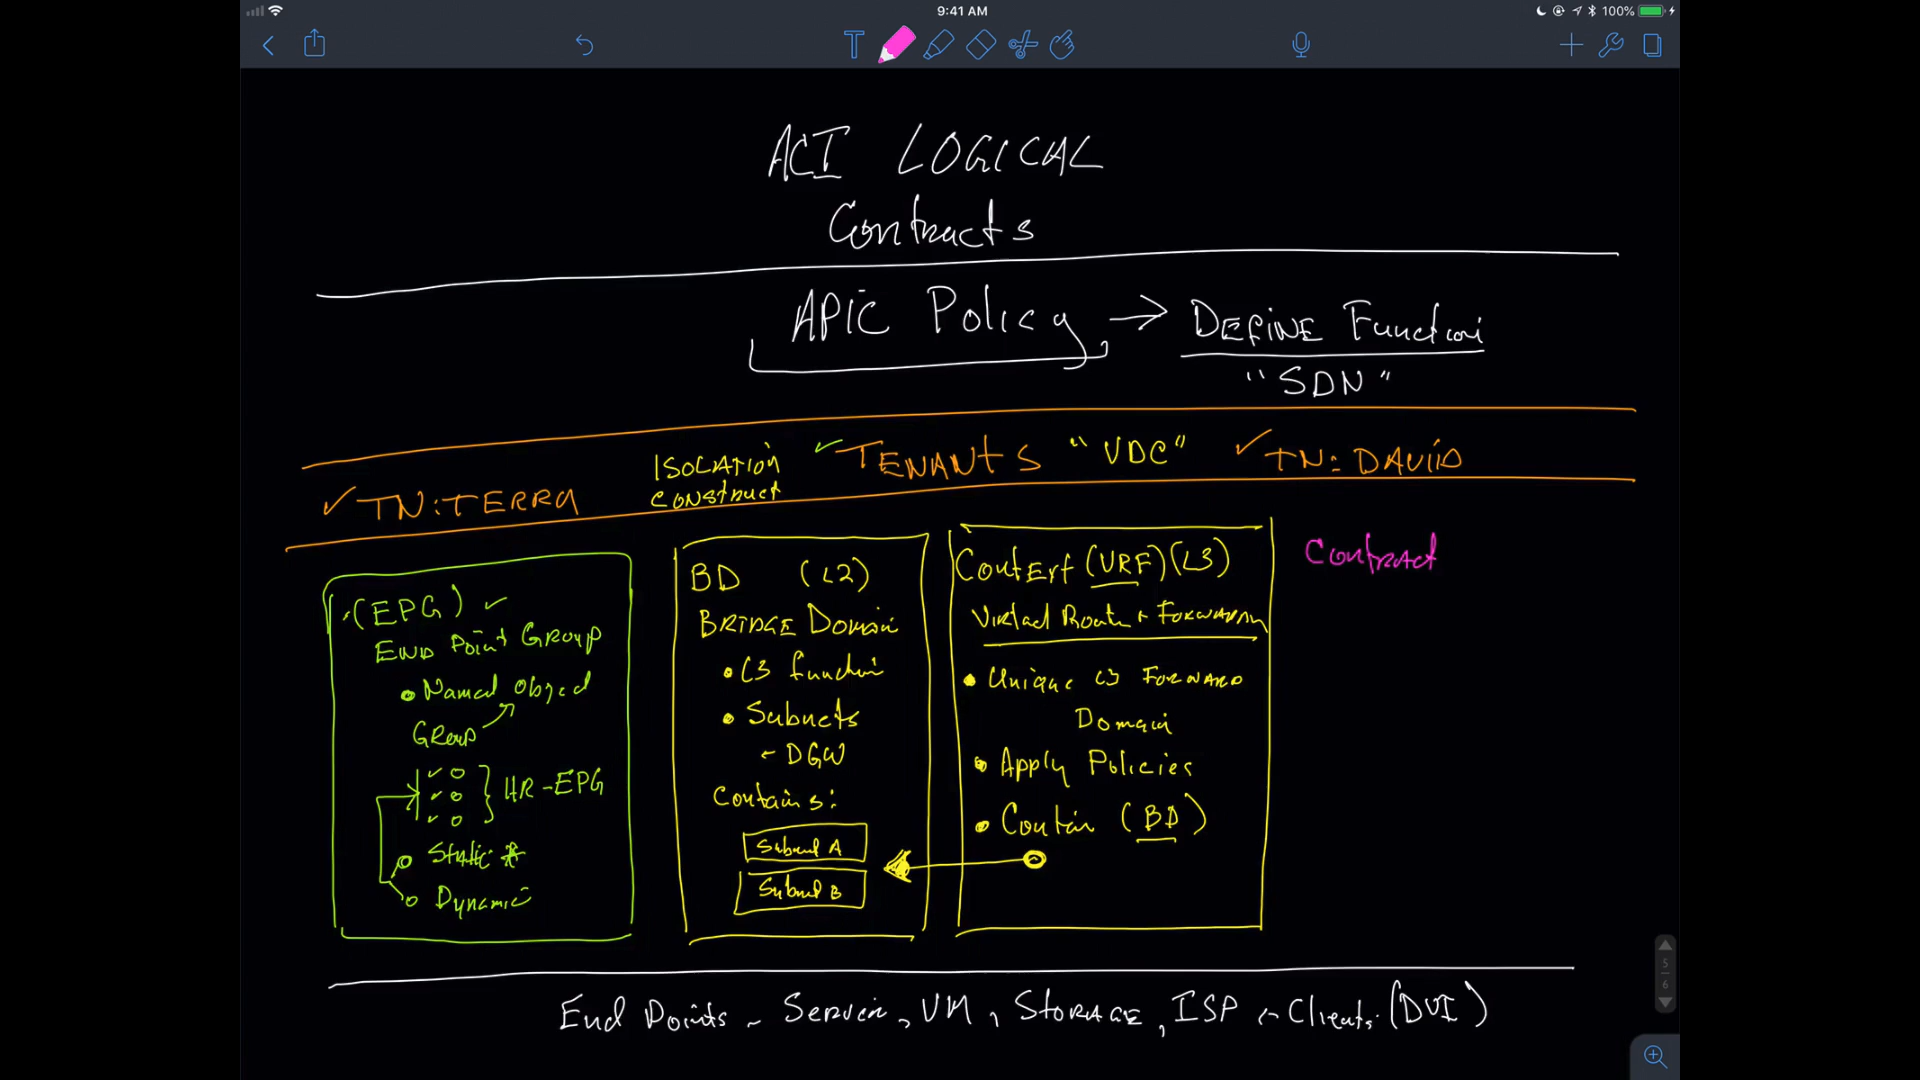 9:41 AM
100%
ACI LOGICAL
Contracts
APIC Policy → DEFINE Function
"SDN"
ISOLATION
CONSTRUCT
TENANTS "VDC"
TN: DAVID
TN:TERRA
(EPG)
END Point GROUP
Named Object
GROUP
HR-EPG
Static *
Dynamic
BD (L2)
BRIDGE Domain
L3 function
Subnets
- DGW
Contains:
Subnet A
Subnet B
Context (VRF) (L3)
Virtual Route + Forwarding
Unique L3 FORWARD
Domain
Apply Policies
Contain (BD)
Contract
End Points - Server, VM, STORAGE, ISP - Clients. (DVI)
5
6